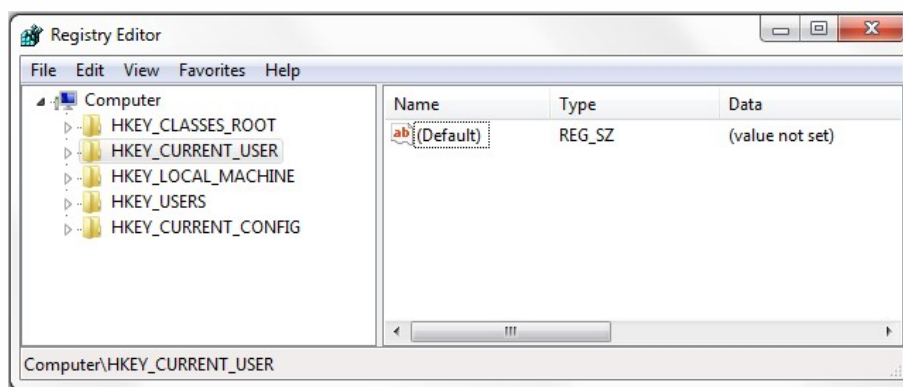 Registry Editor
File Edit View Favorites Help
Computer
HKEY_CLASSES_ROOT
HKEY_CURRENT_USER
HKEY_LOCAL_MACHINE
HKEY_USERS
HKEY_CURRENT_CONFIG
Name Type Data
ab (Default) REG_SZ (value not set)
Computer\HKEY_CURRENT_USER